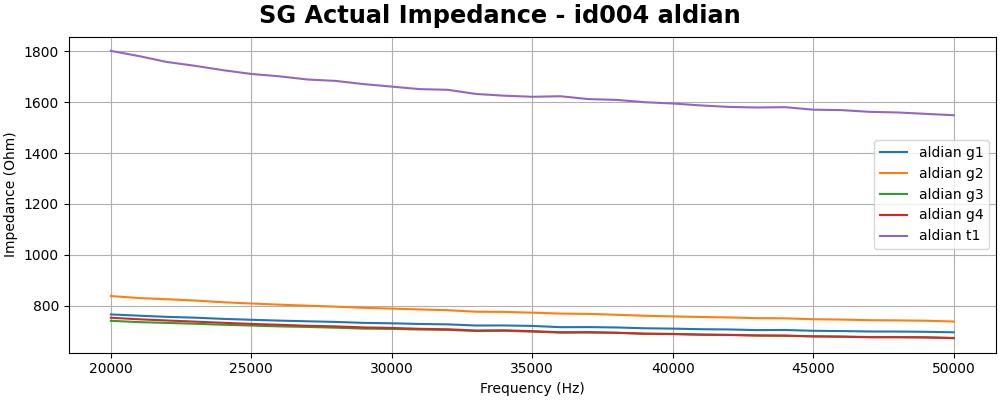 SG Actual Impedance - id004 aldian
Impedance (Ohm)
1800
1600
1400
1200
1000
800
aldian g1
aldian g2
aldian g3
aldian g4
aldian t1
20000 25000 30000 35000 40000 45000 50000
Frequency (Hz)